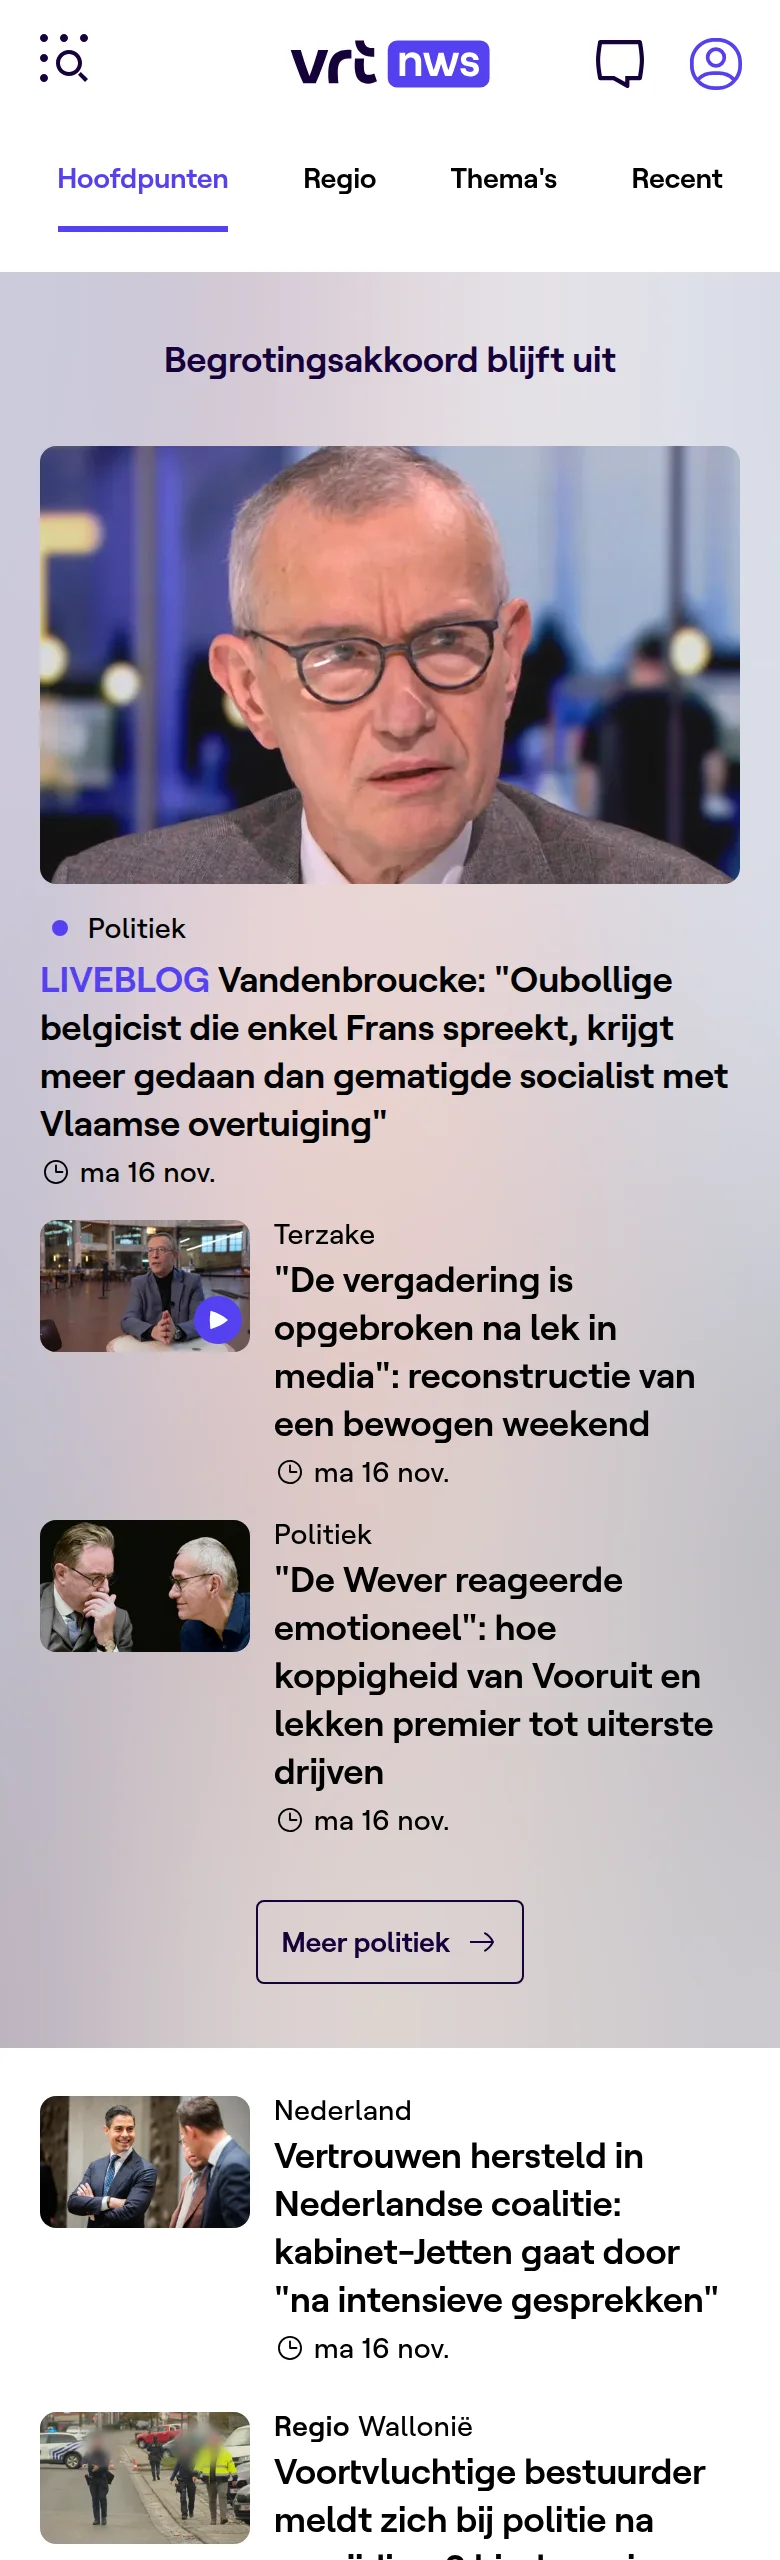 vrt nws
Hoofdpunten Regio Thema's Recent
Begrotingsakkoord blijft uit
Politiek
LIVEBLOG Vandenbroucke: "Oubollige
belgicist die enkel Frans spreekt, krijgt
meer gedaan dan gematigde socialist met
Vlaamse overtuiging"
ma 16 nov.
Terzake
"De vergadering is
opgebroken na lek in
media": reconstructie van
een bewogen weekend
ma 16 nov.
Politiek
"De Wever reageerde
emotioneel": hoe
koppigheid van Vooruit en
lekken premier tot uiterste
drijven
ma 16 nov.
Meer politiek
Nederland
Vertrouwen hersteld in
Nederlandse coalitie:
kabinet-Jetten gaat door
"na intensieve gesprekken"
ma 16 nov.
Regio Wallonië
Voortvluchtige bestuurder
meldt zich bij politie na